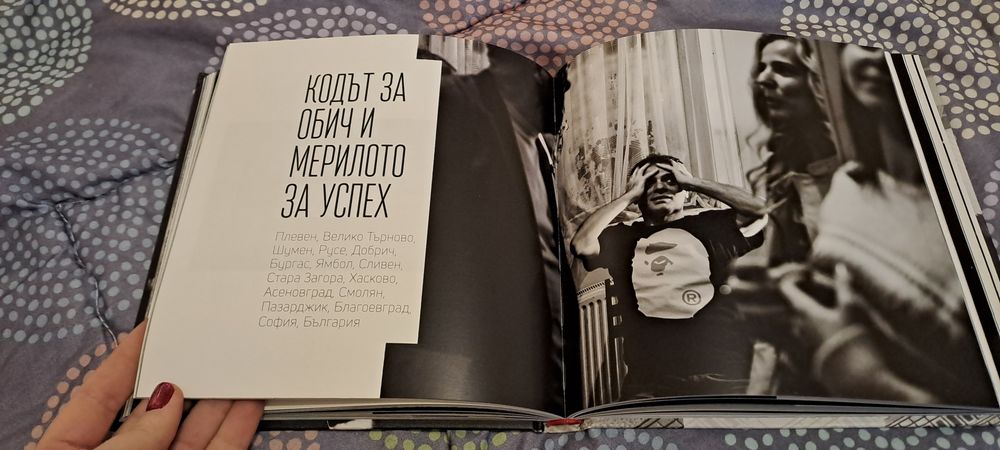 КОДЪТ ЗА
ОБИЧ И
МЕРИЛОТО
ЗА УСПЕХ
Плевен, Велико Търново,
Шумен, Русе, Добрич,
Бургас, Ямбол, Сливен,
Стара Загора, Хасково,
Асеновград, Смолян,
Пазарджик, Благоевград,
София, България
®